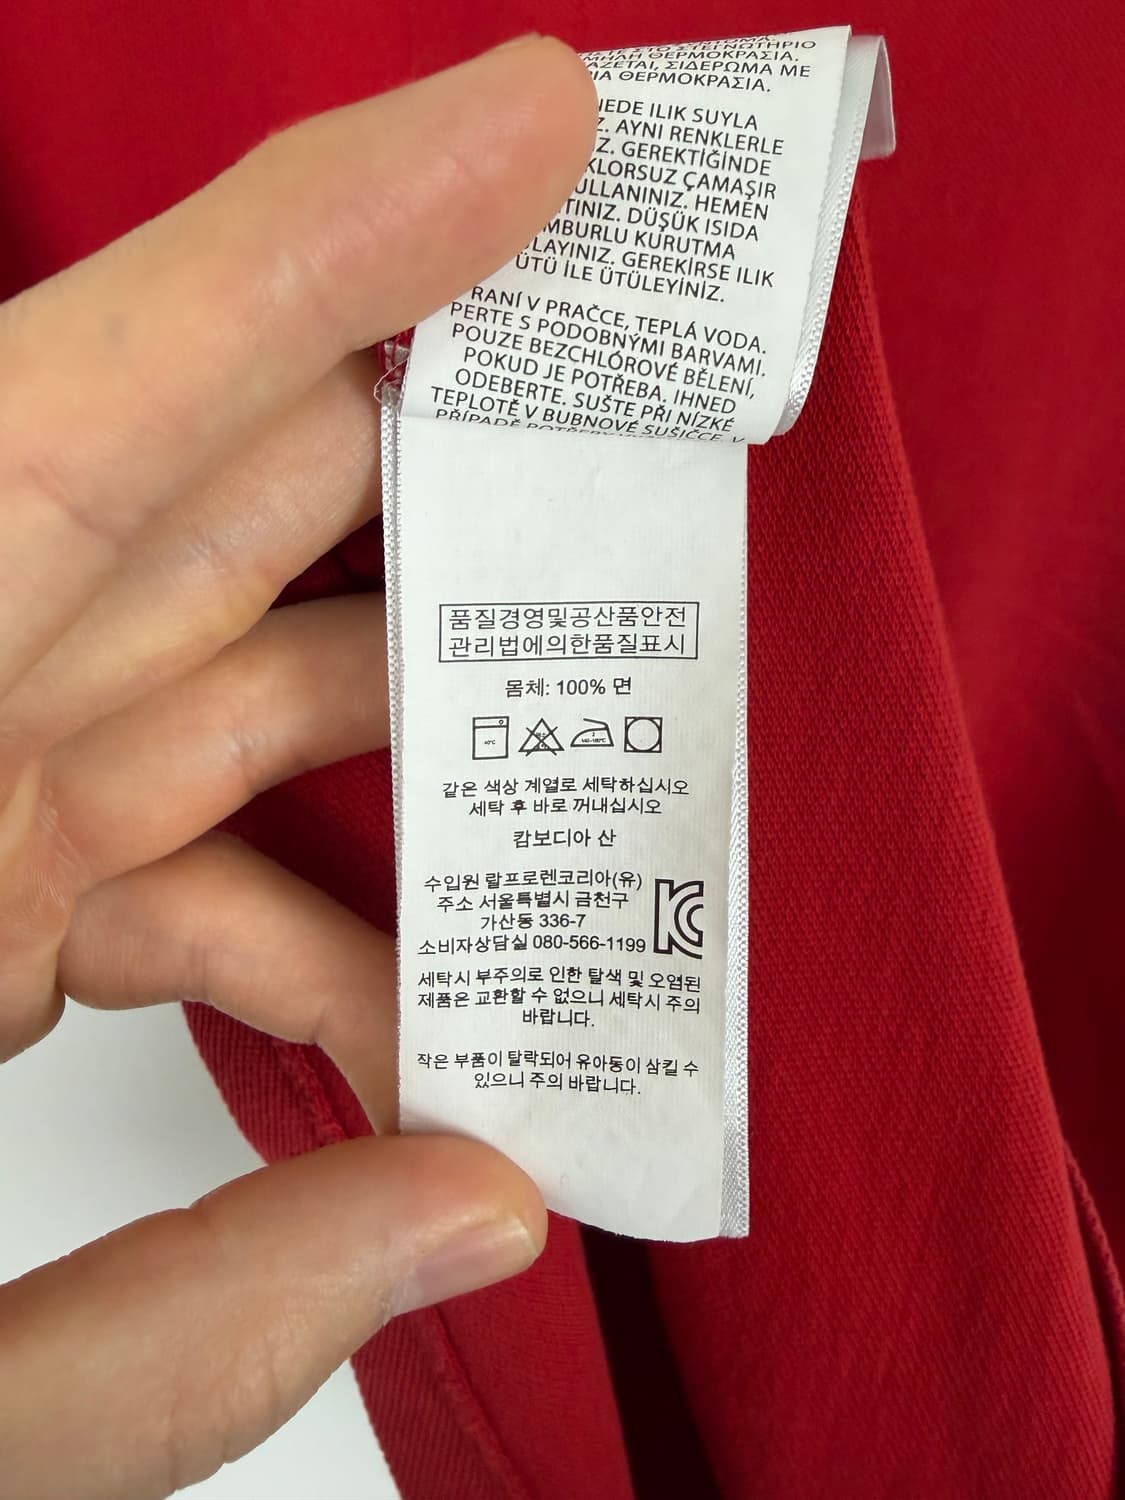 ΣΤΟ ΣΤΕΓΝΩΤΗΡΙΟ
ΘΕΡΜΟΚΡΑΣΙΑ.
ΣΙΔΕΡΩΜΑ ΜΕ
ΘΕΡΜΟΚΡΑΣΙΑ.
ILIK SUYLA
AYNI RENKLERLE
GEREKTİĞİNDE
KLORSUZ ÇAMAŞIR
HEMEN
DÜŞÜK ISIDA
KURUTMA
GEREKİRSE ILIK
ÜTÜ İLE ÜTÜLEYİNİZ.
V PRAČCE, TEPLÁ VODA.
PERTE S PODOBNÝMI BARVAMI.
POUZE BEZCHLÓROVÉ BĚLENÍ,
POKUD JE POTŘEBA. IHNED
ODEBERTE. SUŠTE PŘI NÍZKÉ
TEPLOTĚ V BUBNOVÉ SUŠIČCE, V
PŘÍPADĚ POTŘEBY
품질경영및공산품안전
관리법에의한품질표시
몸체: 100% 면
40℃ 140-160℃
같은 색상 계열로 세탁하십시오
세탁 후 바로 꺼내십시오
캄보디아 산
수입원 랄프로렌코리아(유)
주소 서울특별시 금천구
가산동 336-7
소비자상담실 080-566-1199
세탁시 부주의로 인한 탈색 및 오염된
제품은 교환할 수 없으니 세탁시 주의
바랍니다.
작은 부품이 탈락되어 유아동이 삼킬 수
있으니 주의 바랍니다.